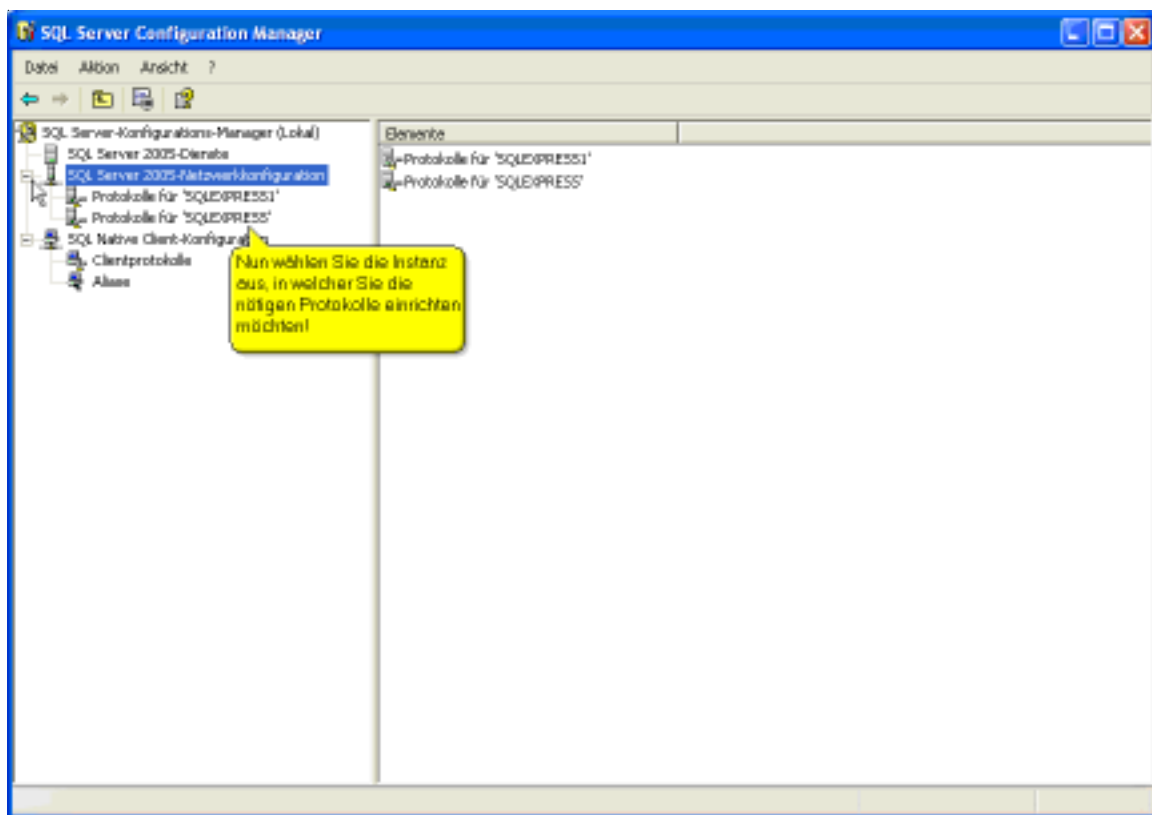 SQL Server Configuration Manager
Datei Aktion Ansicht ?
SQL Server-Konfigurations-Manager (Lokal)
SQL Server 2005-Dienste
SQL Server 2005-Netzwerkkonfiguration
Protokolle für 'SQLEXPRESS1'
Protokolle für 'SQLEXPRESS'
SQL Native Client-Konfiguration
Clientprotokolle
Aliase
Elemente
Protokolle für 'SQLEXPRESS1'
Protokolle für 'SQLEXPRESS'
Nun wählen Sie die Instanz
aus, in welcher Sie die
nötigen Protokolle einrichten
möchten!